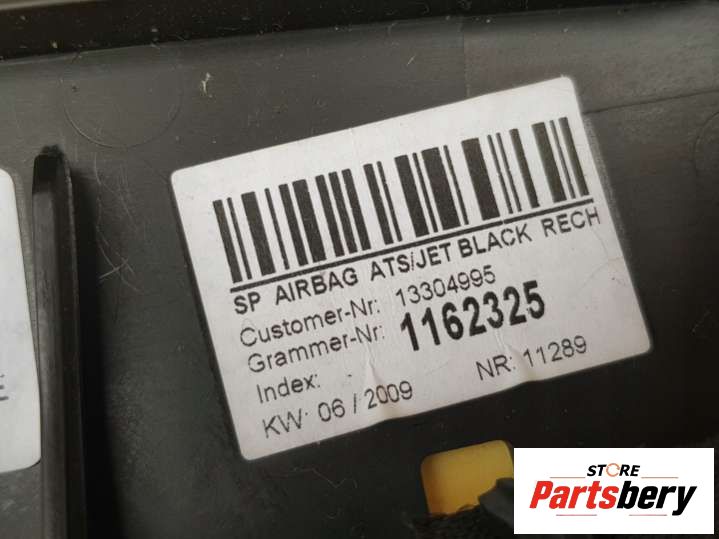 SP AIRBAG ATS/JET BLACK RECH
Customer-Nr: 13304995
Grammer-Nr: 1162325
Index:
KW: 06 / 2009 NR: 11289
E
STORE
Partsbery